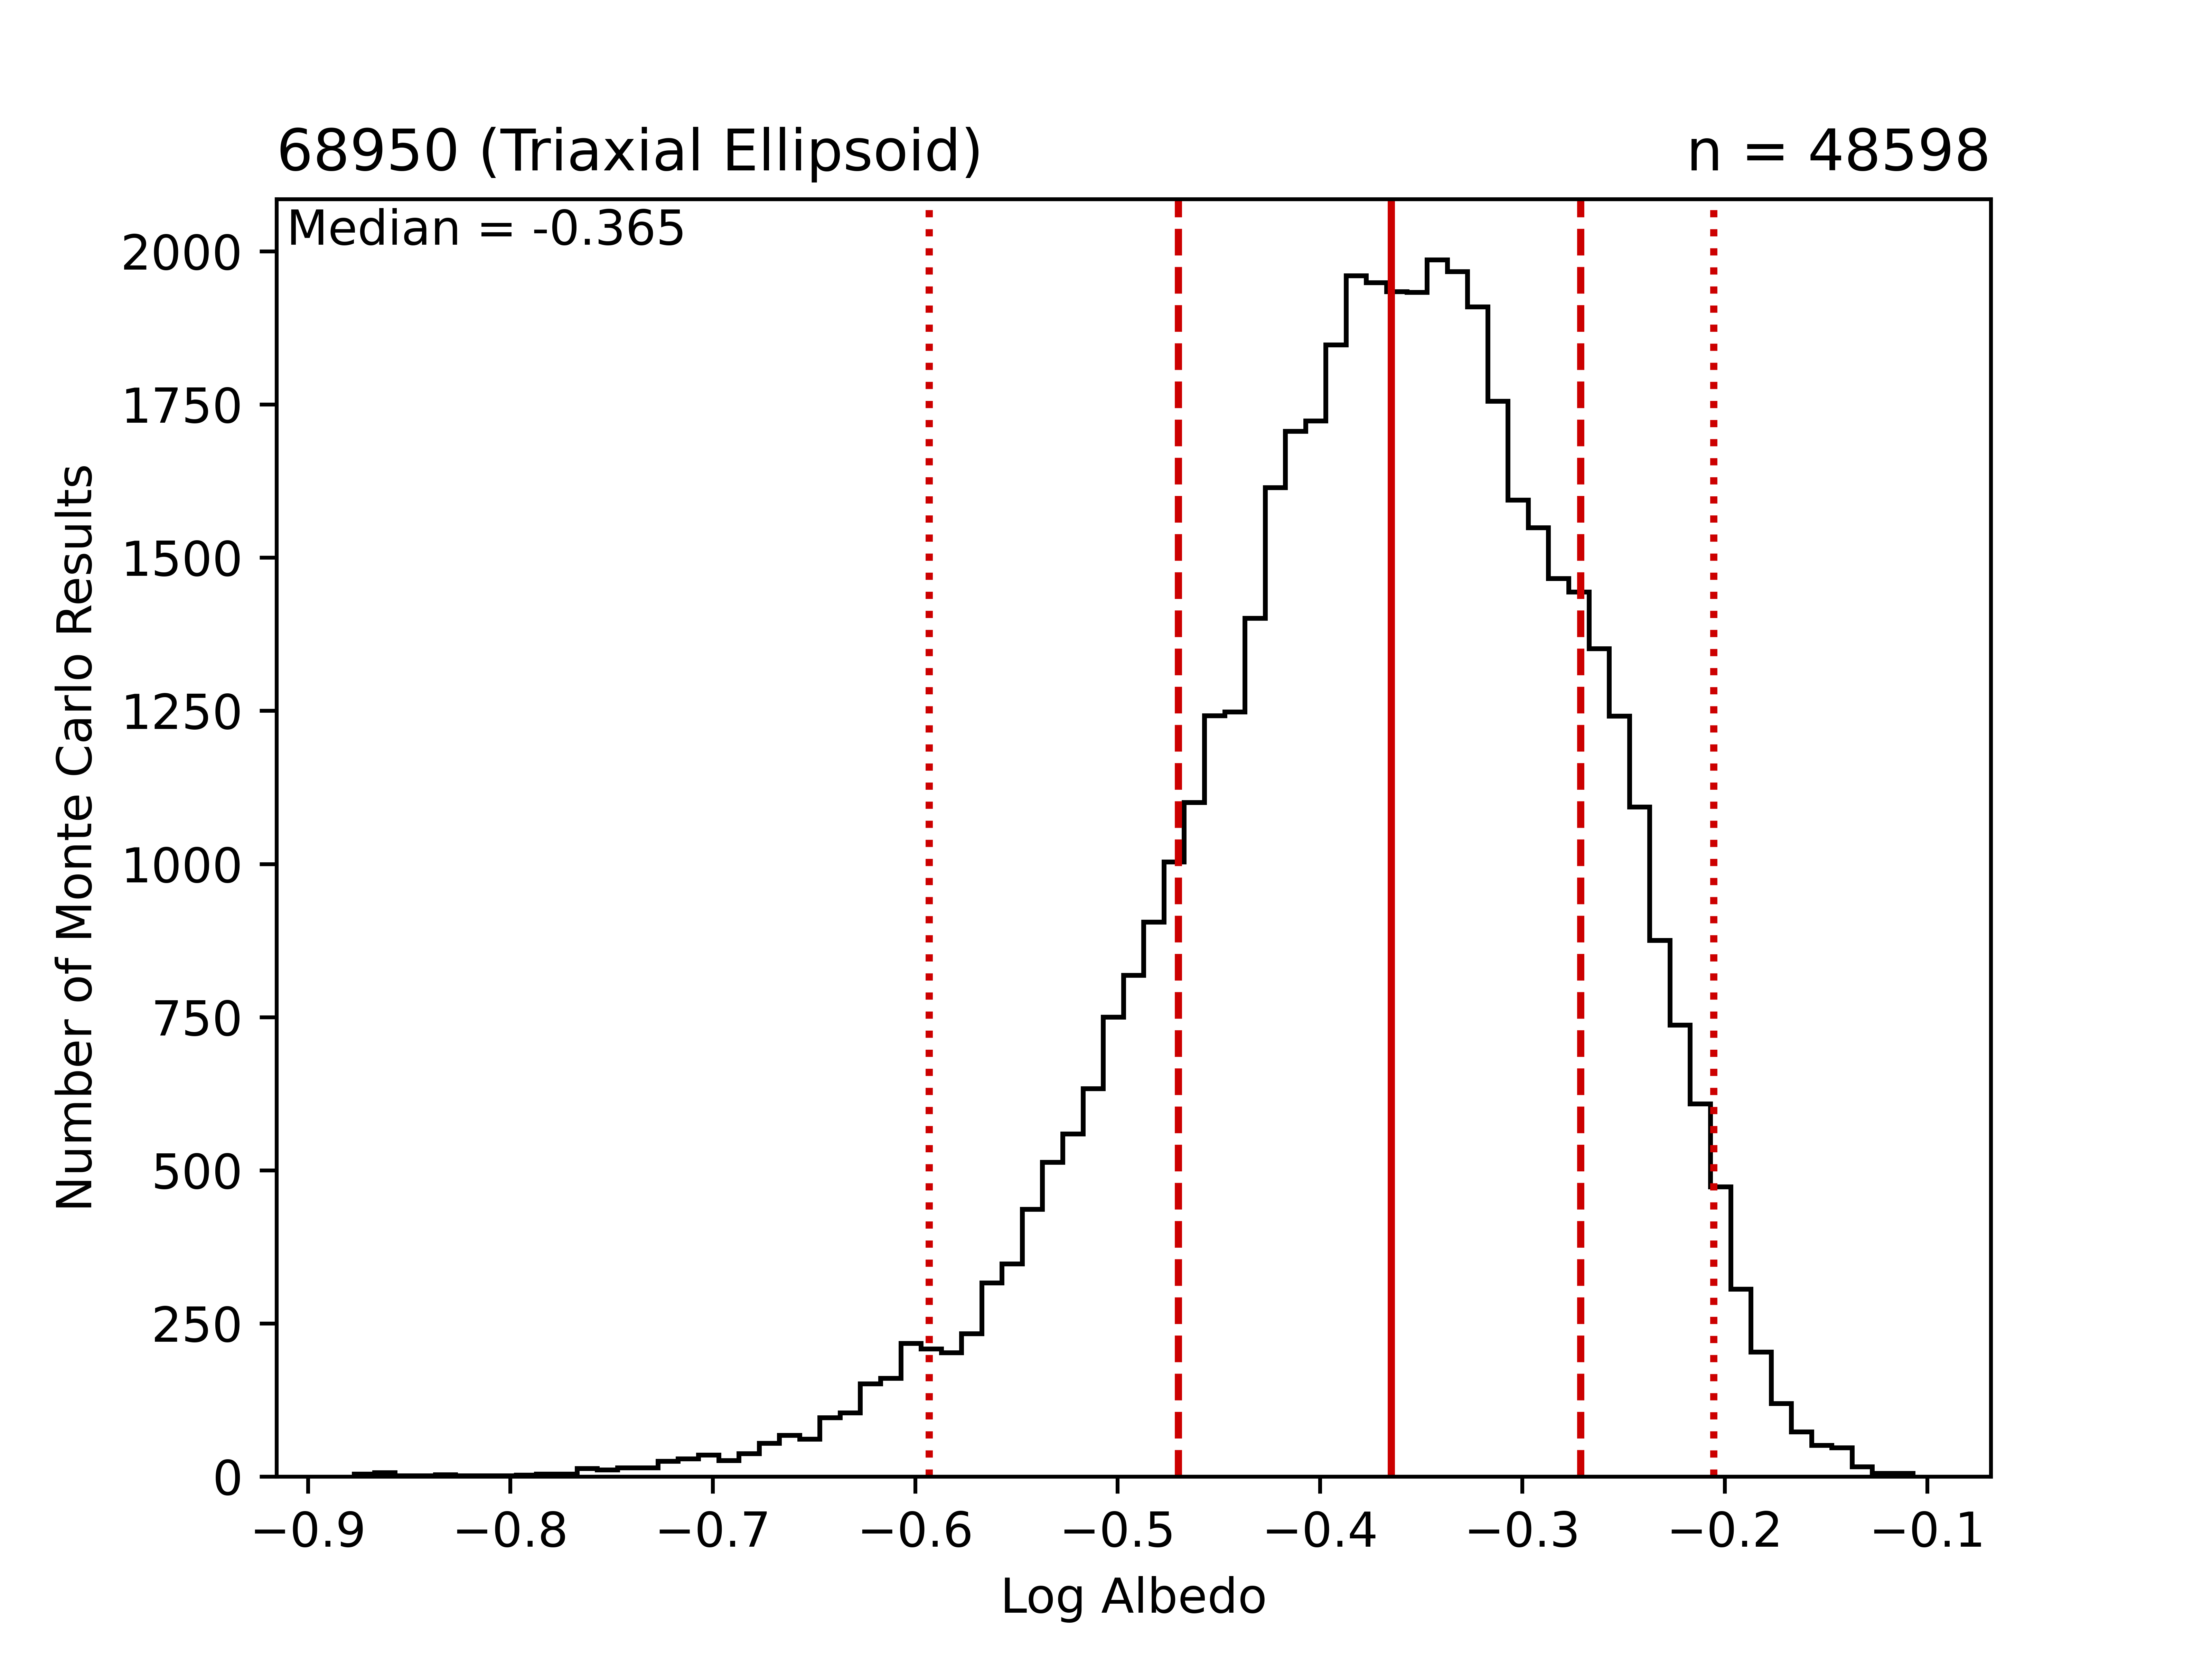 68950 (Triaxial Ellipsoid)
n = 48598
Median = -0.365
2000
1750
1500
1250
1000
750
500
250
0
Number of Monte Carlo Results
−0.9 −0.8 −0.7 −0.6 −0.5 −0.4 −0.3 −0.2 −0.1
Log Albedo